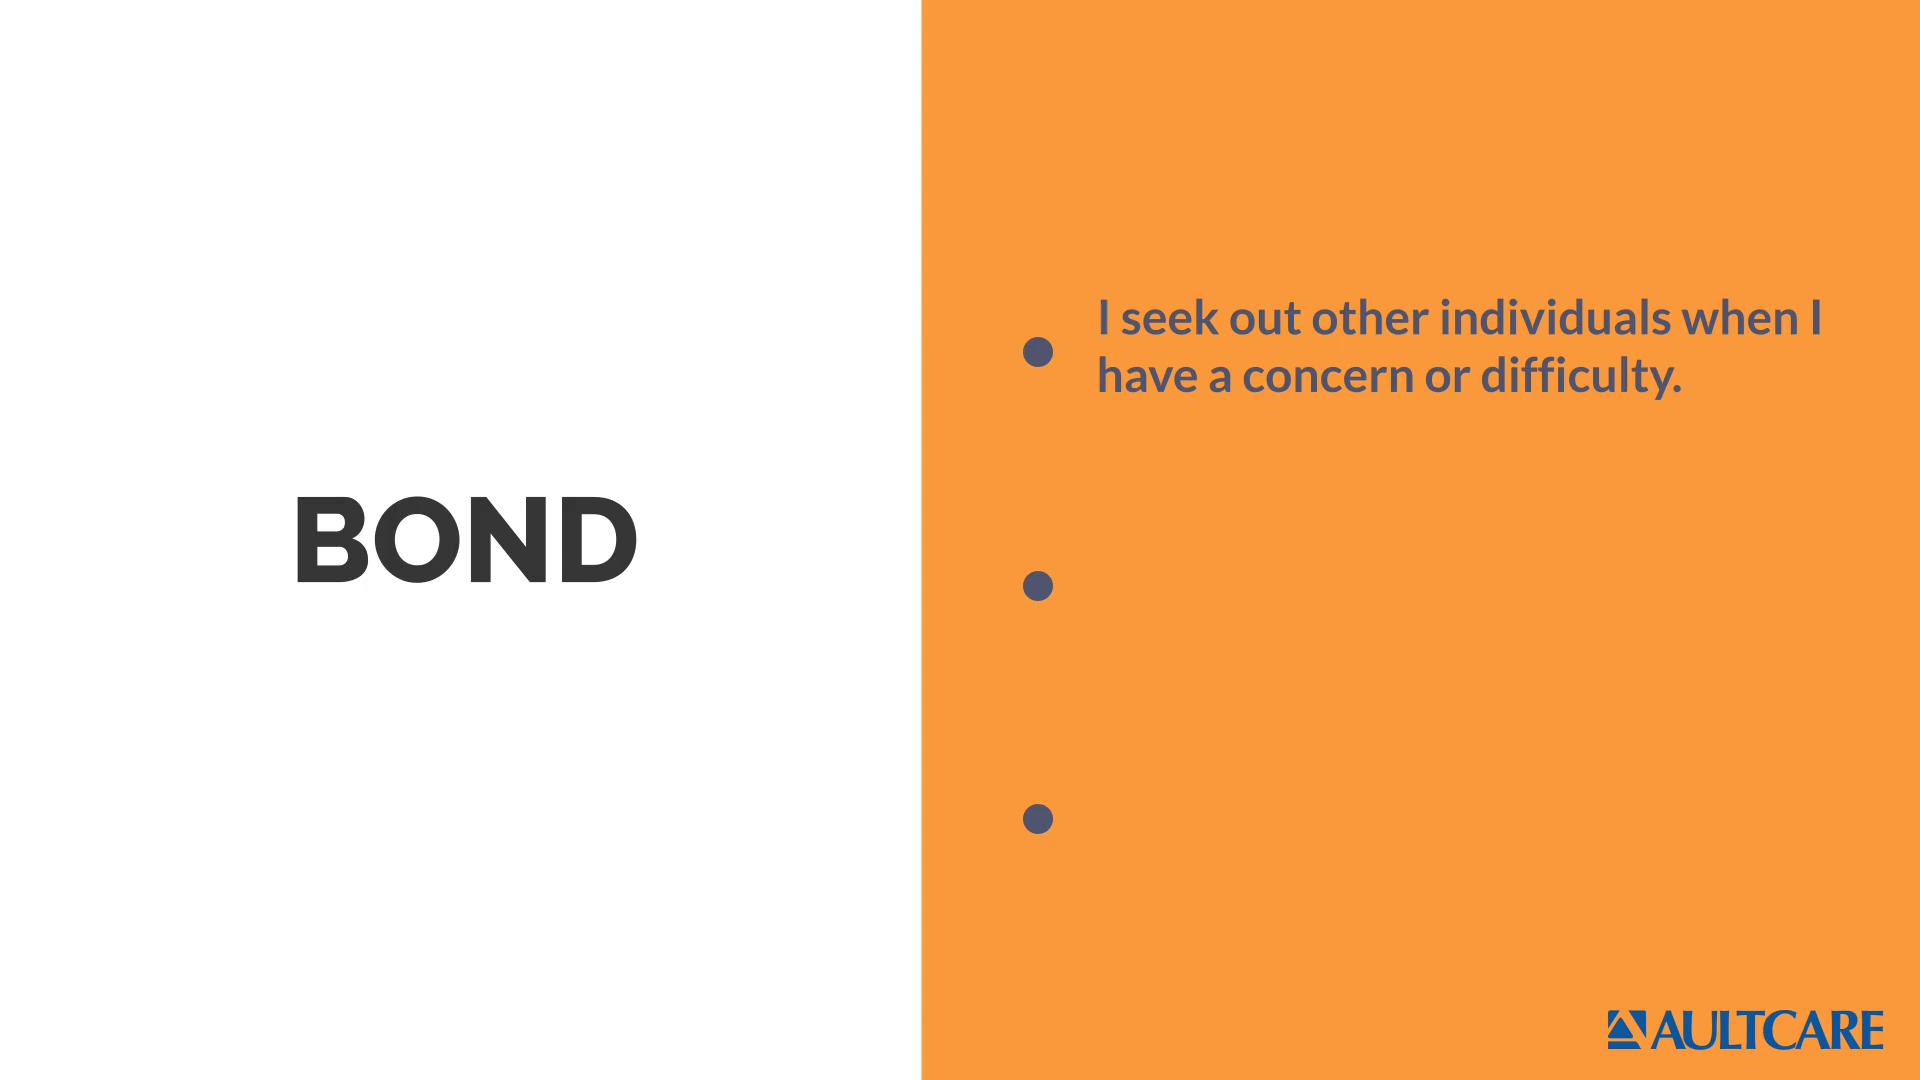 BOND
I seek out other individuals when I
have a concern or difficulty.
AULTCARE